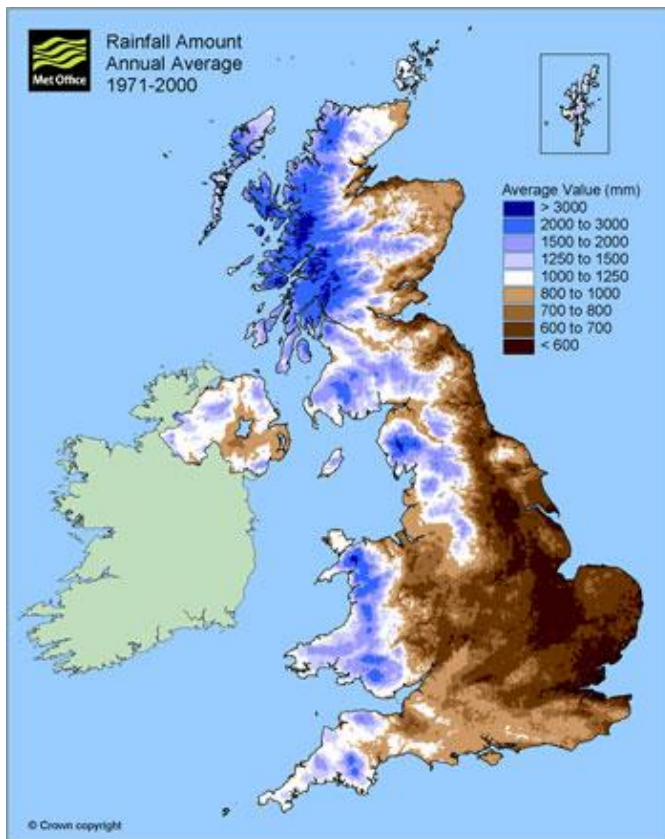 Met Office
Rainfall Amount
Annual Average
1971-2000
Average Value (mm)
> 3000
2000 to 3000
1500 to 2000
1250 to 1500
1000 to 1250
800 to 1000
700 to 800
600 to 700
< 600
© Crown copyright